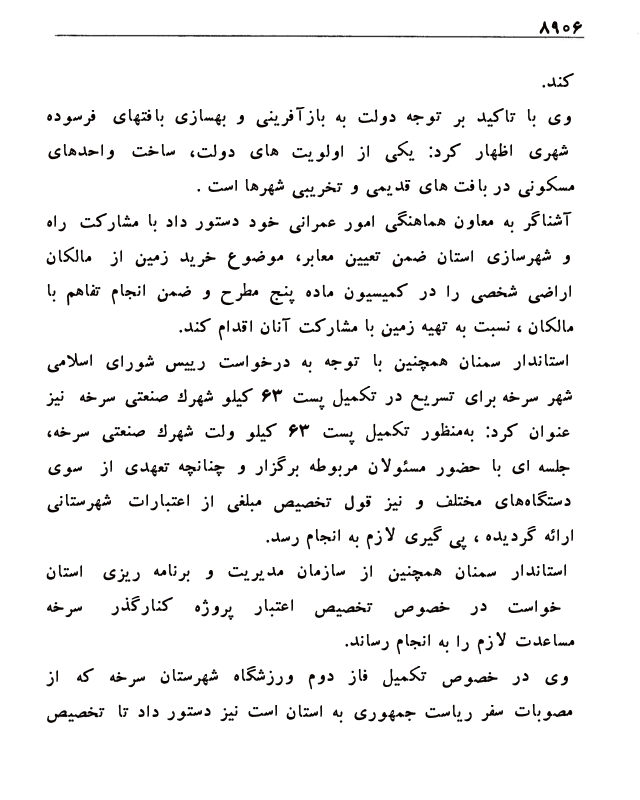 ۸۹۰۶
کند.
وی با تاکید بر توجه دولت به بازآفرینی و بهسازی بافتهای فرسوده
شهری اظهار کرد: یکی از اولویت های دولت، ساخت واحدهای
مسکونی در بافت های قدیمی و تخریبی شهرها است .
آشناگر به معاون هماهنگی امور عمرانی خود دستور داد با مشارکت راه
و شهرسازی استان ضمن تعیین معابر، موضوع خرید زمین از مالکان
اراضی شخصی را در کمیسیون ماده پنج مطرح و ضمن انجام تفاهم با
مالکان ، نسبت به تهیه زمین با مشارکت آنان اقدام کند.
استاندار سمنان همچنین با توجه به درخواست رییس شورای اسلامی
شهر سرخه برای تسریع در تکمیل پست ۶۳ کیلو شهرك صنعتی سرخه نیز
عنوان کرد: به‌منظور تکمیل پست ۶۳ کیلو ولت شهرك صنعتی سرخه،
جلسه ای با حضور مسئولان مربوطه برگزار و چنانچه تعهدی از سوی
دستگاه‌های مختلف و نیز قول تخصیص مبلغی از اعتبارات شهرستانی
ارائه گردیده ، پی گیری لازم به انجام رسد.
استاندار سمنان همچنین از سازمان مدیریت و برنامه ریزی استان
خواست در خصوص تخصیص اعتبار پروژه کنارگذر سرخه
مساعدت لازم را به انجام رساند.
وی در خصوص تکمیل فاز دوم ورزشگاه شهرستان سرخه که از
مصوبات سفر ریاست جمهوری به استان است نیز دستور داد تا تخصیص